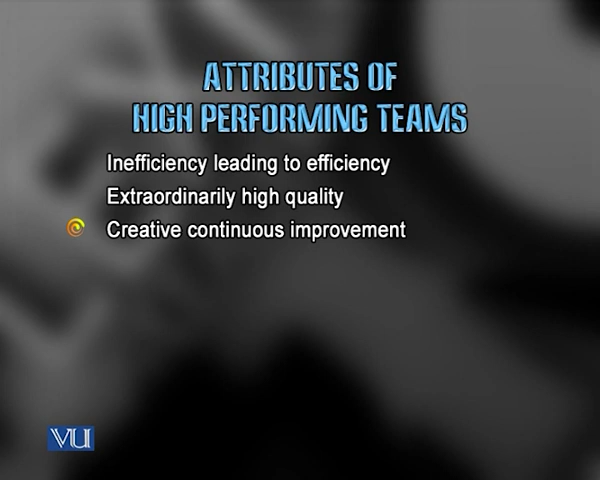 ATTRIBUTES OF
HIGH PERFORMING TEAMS
Inefficiency leading to efficiency
Extraordinarily high quality
Creative continuous improvement
VU